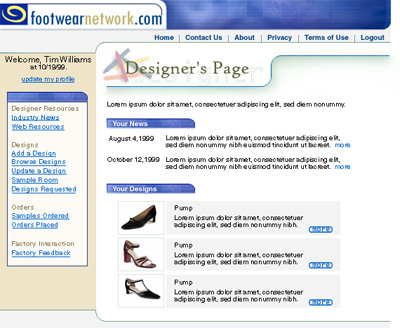 footwearnetwork.com
Home | Contact Us | About | Privacy | Terms of Use | Logout
Welcome, Tim Williams
at 10/19/99.
update my profile
Designer's Page
Designer Resources
Industry News
Web Resources
Designs
Add a Design
Browse Designs
Update a Design
Sample Room
Designs Requested
Orders
Samples Ordered
Orders Placed
Factory Interaction
Factory Feedback
Lorem ipsum dolor sit amet, consectetuer adipiscing elit, sed diem nonummy.
Your News
August 4,1999 Lorem ipsum dolor sit amet, consectetuer adipiscing elit,
sed diem nonummy nibh euismod tincidunt ut lacreet. more
October 12,1999 Lorem ipsum dolor sit amet, consectetuer adipiscing elit,
sed diem nonummy nibh euismod tincidunt ut lacreet. more
Your Designs
Pump
Lorem ipsum dolor sit amet, consectetuer
adipiscing elit, sed diem nonummy nibh.
more
Pump
Lorem ipsum dolor sit amet, consectetuer
adipiscing elit, sed diem nonummy nibh.
more
Pump
Lorem ipsum dolor sit amet, consectetuer
adipiscing elit, sed diem nonummy nibh.
more